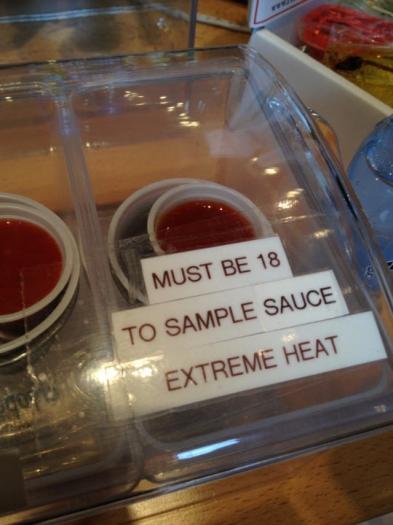 MUST BE 18
TO SAMPLE SAUCE
EXTREME HEAT